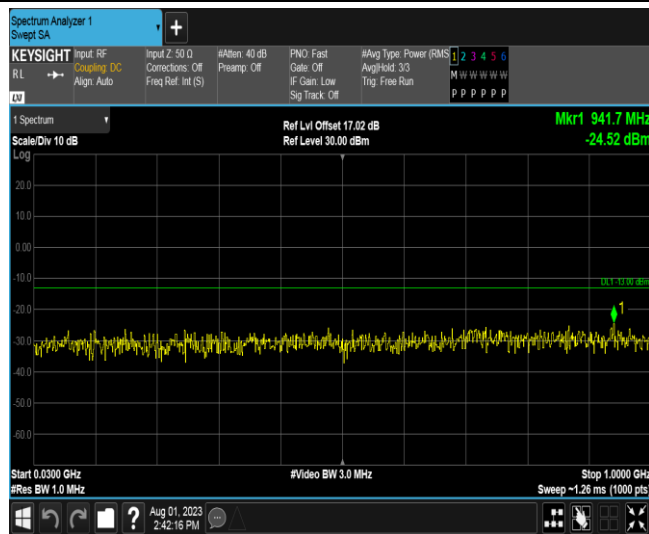 Spectrum Analyzer 1
Swept SA
+
KEYSIGHT
RL
LXI
Input: RF
Coupling: DC
Align: Auto
Input Z: 50 Ω
Corrections: Off
Freq Ref: Int (S)
#Atten: 40 dB
Preamp: Off
PNO: Fast
Gate: Off
IF Gain: Low
Sig Track: Off
#Avg Type: Power (RMS
Avg|Hold: 3/3
Trig: Free Run
1 2 3 4 5 6
M W W W W W
P P P P P P
1 Spectrum
Scale/Div 10 dB
Log
Ref Lvl Offset 17.02 dB
Ref Level 30.00 dBm
Mkr1 941.7 MHz
-24.52 dBm
20.0
10.0
0.00
-10.0
DL1 -13.00 dBm
-20.0
1
-30.0
-40.0
-50.0
-60.0
Start 0.0300 GHz
#Video BW 3.0 MHz
Stop 1.0000 GHz
#Res BW 1.0 MHz
Sweep ~1.26 ms (1000 pts)
?
Aug 01, 2023
2:42:16 PM